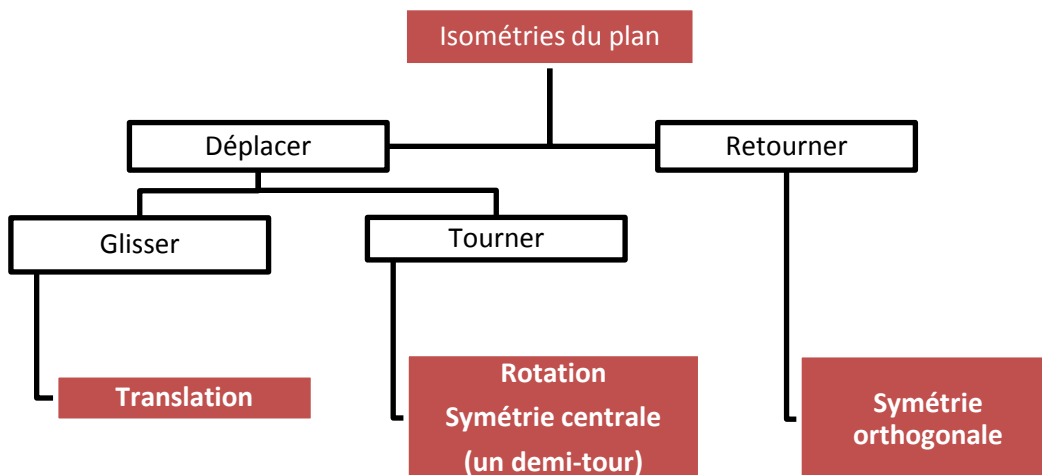 Isométries du plan
Déplacer
Retourner
Glisser
Tourner
Translation
Rotation
Symétrie centrale
(un demi-tour)
Symétrie
orthogonale